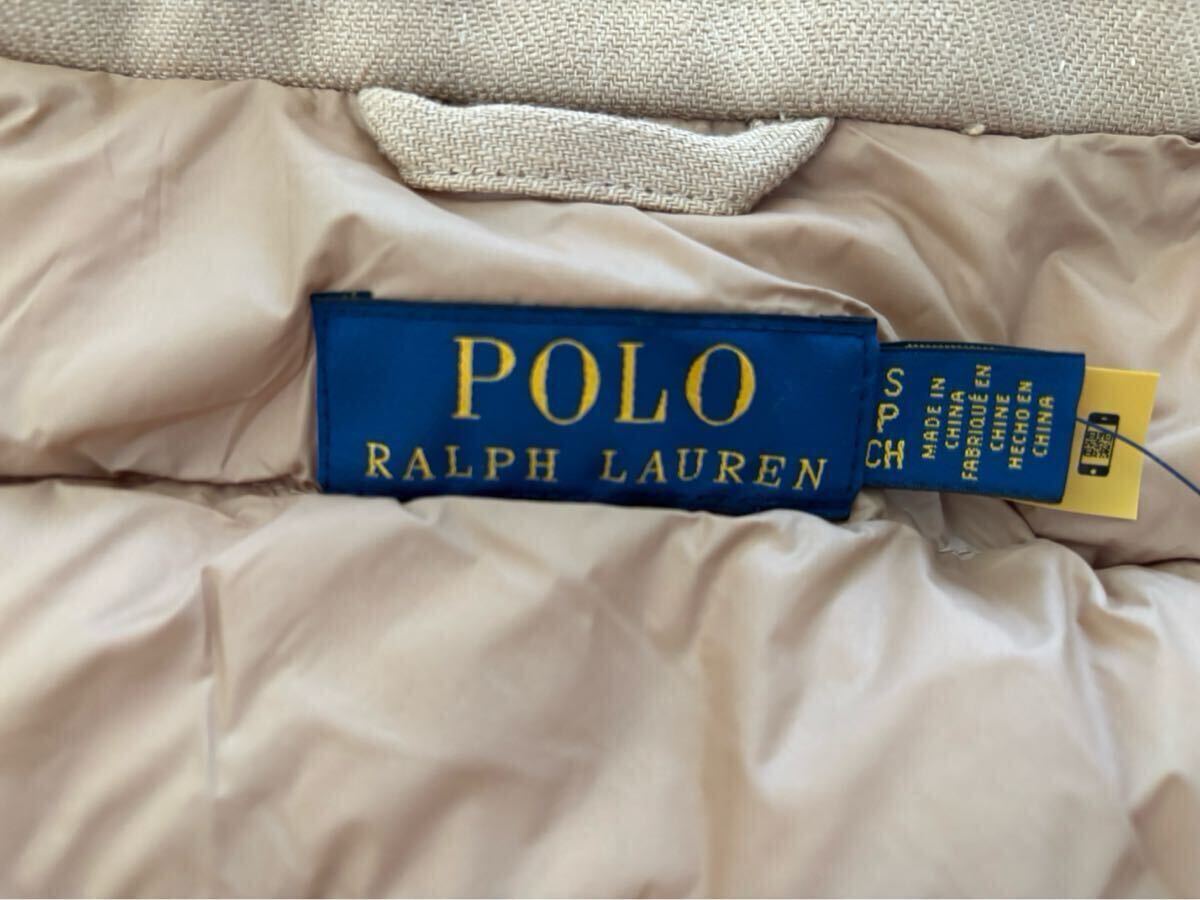 POLO
RALPH LAUREN
S
P
CH
MADE IN
CHINA
FABRIQUÉ EN
CHINE
HECHO EN
CHINA